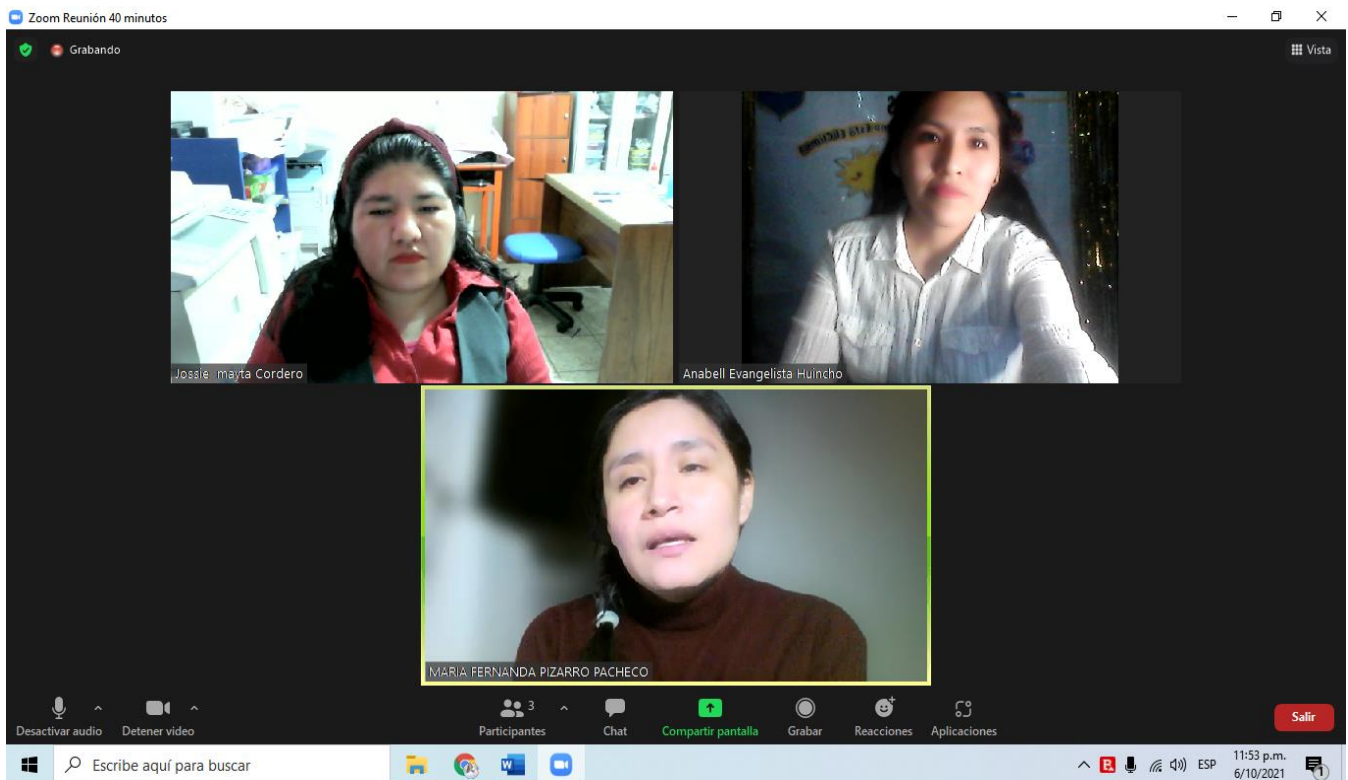 Zoom Reunión 40 minutos
Grabando
Vista
Jossie mayta Cordero
Anabell Evangelista Huincho
MARIA FERNANDA PIZARRO PACHECO
Desactivar audio
Detener video
3
Participantes
Chat
Compartir pantalla
Grabar
Reacciones
Aplicaciones
Salir
Escribe aquí para buscar
ESP
11:53 p.m.
6/10/2021